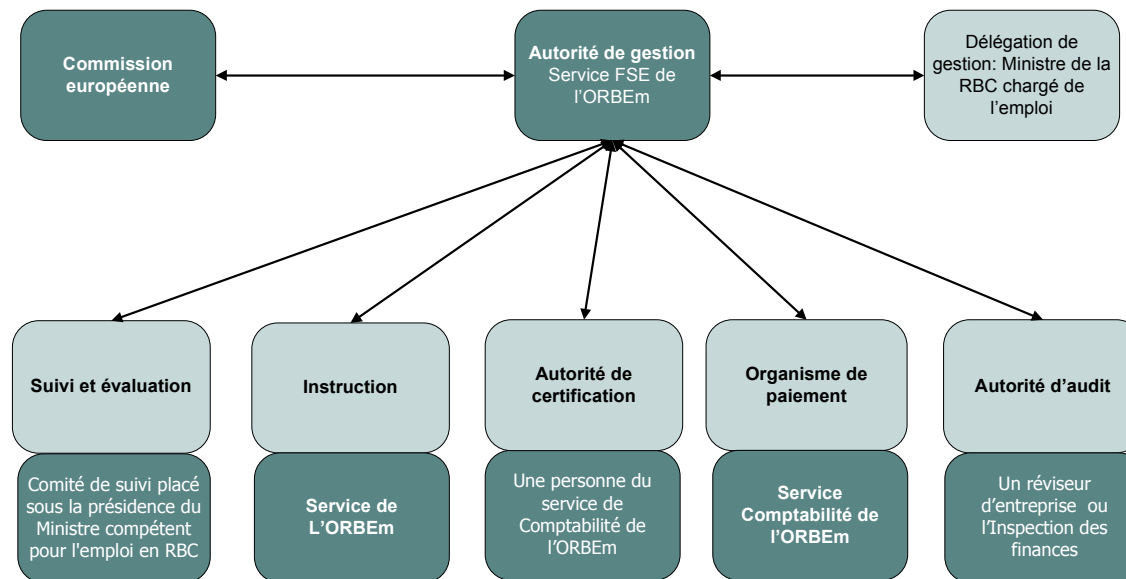 Commission
européenne
Autorité de gestion
Service FSE de
l’ORBEm
Délégation de
gestion: Ministre de la
RBC chargé de
l’emploi
Suivi et évaluation
Instruction
Autorité de
certification
Organisme de
paiement
Autorité d’audit
Comité de suivi placé
sous la présidence du
Ministre compétent
pour l'emploi en RBC
Service de
L’ORBEm
Une personne du
service de
Comptabilité de
l’ORBEm
Service
Comptabilité de
l’ORBEm
Un réviseur
d’entreprise ou
l’Inspection des
finances